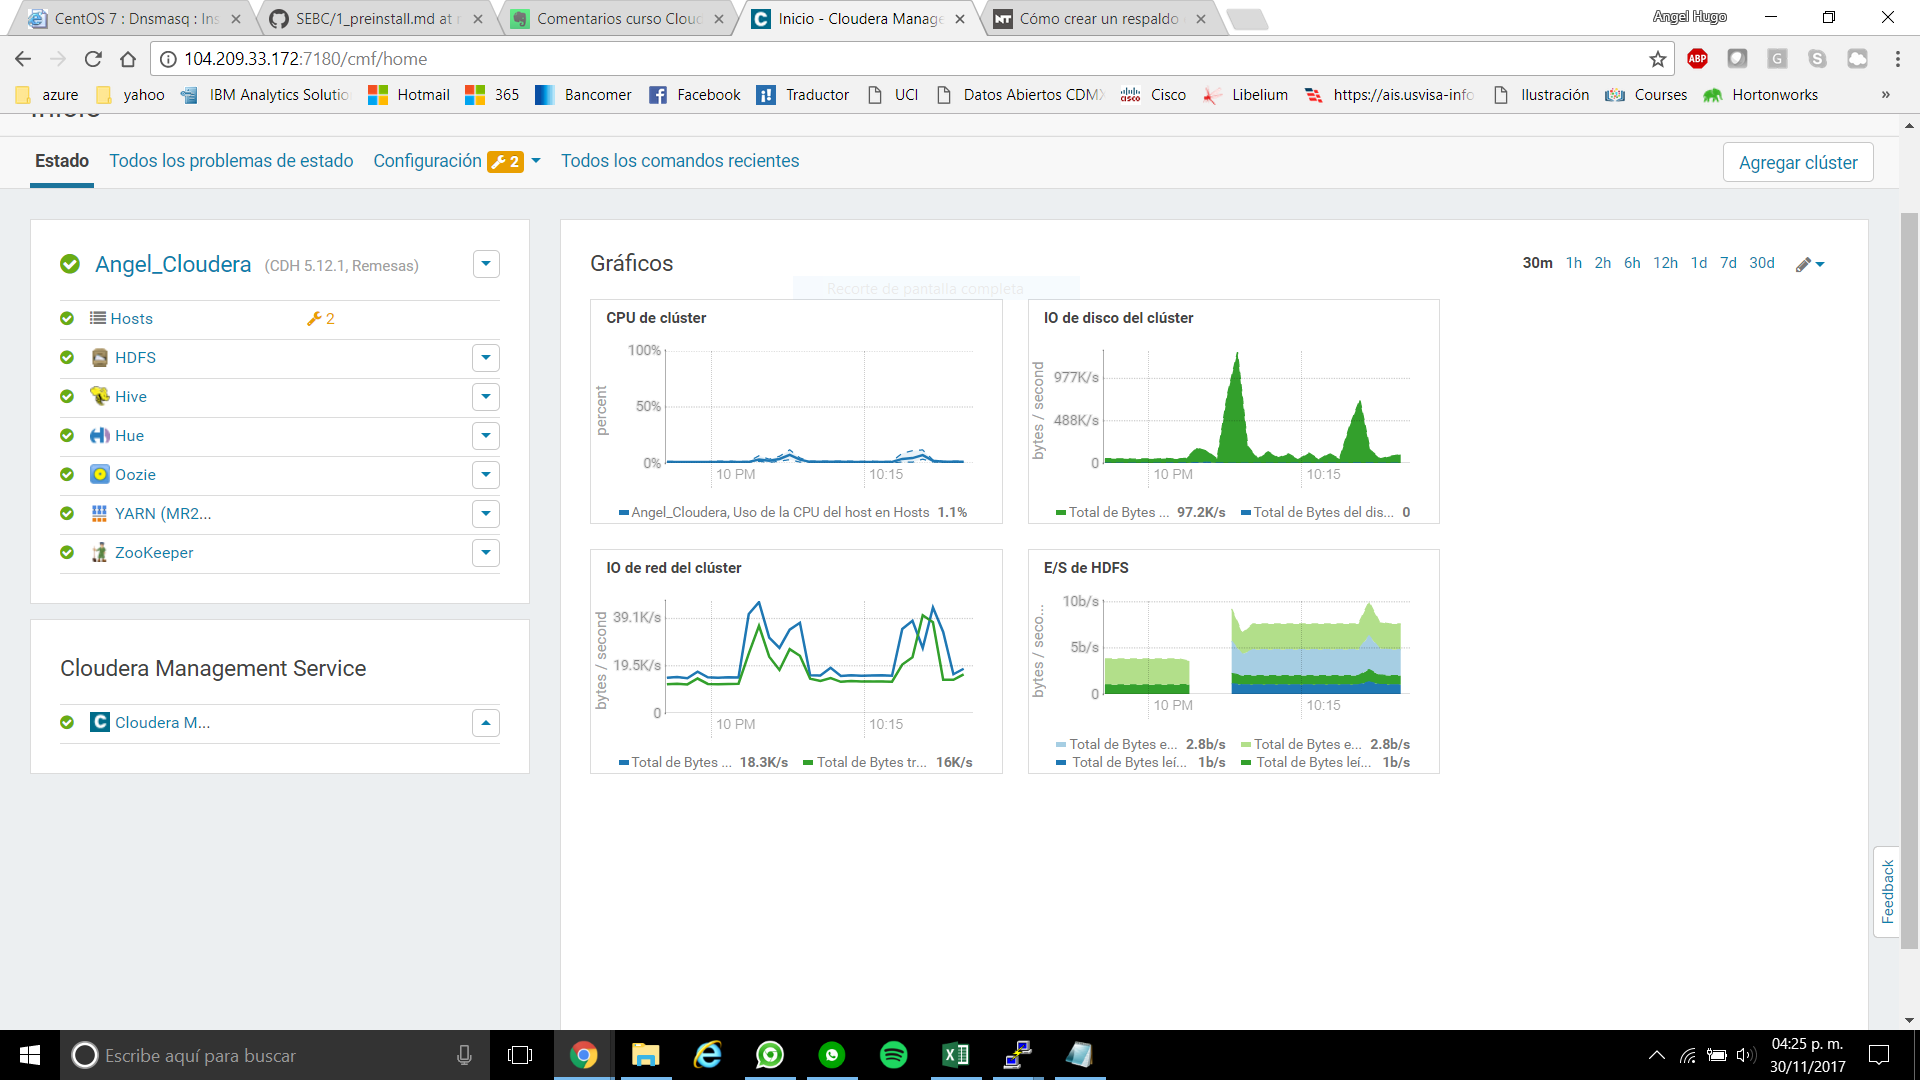 CentOS 7 : Dnsmasq : Ins
SEBC/1_preinstall.md at
Comentarios curso Cloud
Inicio - Cloudera Manage
Cómo crear un respaldo
Angel Hugo
104.209.33.172:7180/cmf/home
ABP
azure
yahoo
IBM Analytics Solutio
Hotmail
365
Bancomer
Facebook
Traductor
UCI
Datos Abiertos CDMX
Cisco
Libelium
https://ais.usvisa-info
Ilustración
Courses
Hortonworks
»
Inicio
Estado
Todos los problemas de estado
Configuración 2
Todos los comandos recientes
Agregar clúster
Angel_Cloudera (CDH 5.12.1, Remesas)
Hosts 2
HDFS
Hive
Hue
Oozie
YARN (MR2...
ZooKeeper
Cloudera Management Service
Cloudera M...
Gráficos
30m 1h 2h 6h 12h 1d 7d 30d
Recorte de pantalla completa
CPU de clúster
percent
100%
50%
0%
10 PM 10:15
Angel_Cloudera, Uso de la CPU del host en Hosts 1.1%
IO de disco del clúster
bytes / second
977K/s
488K/s
0
10 PM 10:15
Total de Bytes ... 97.2K/s Total de Bytes del dis... 0
IO de red del clúster
bytes / second
39.1K/s
19.5K/s
0
10 PM 10:15
Total de Bytes ... 18.3K/s Total de Bytes tr... 16K/s
E/S de HDFS
bytes / seco...
10b/s
5b/s
0
10 PM 10:15
Total de Bytes e... 2.8b/s Total de Bytes e... 2.8b/s
Total de Bytes leí... 1b/s Total de Bytes leí... 1b/s
Feedback
Escribe aquí para buscar
04:25 p. m.
30/11/2017